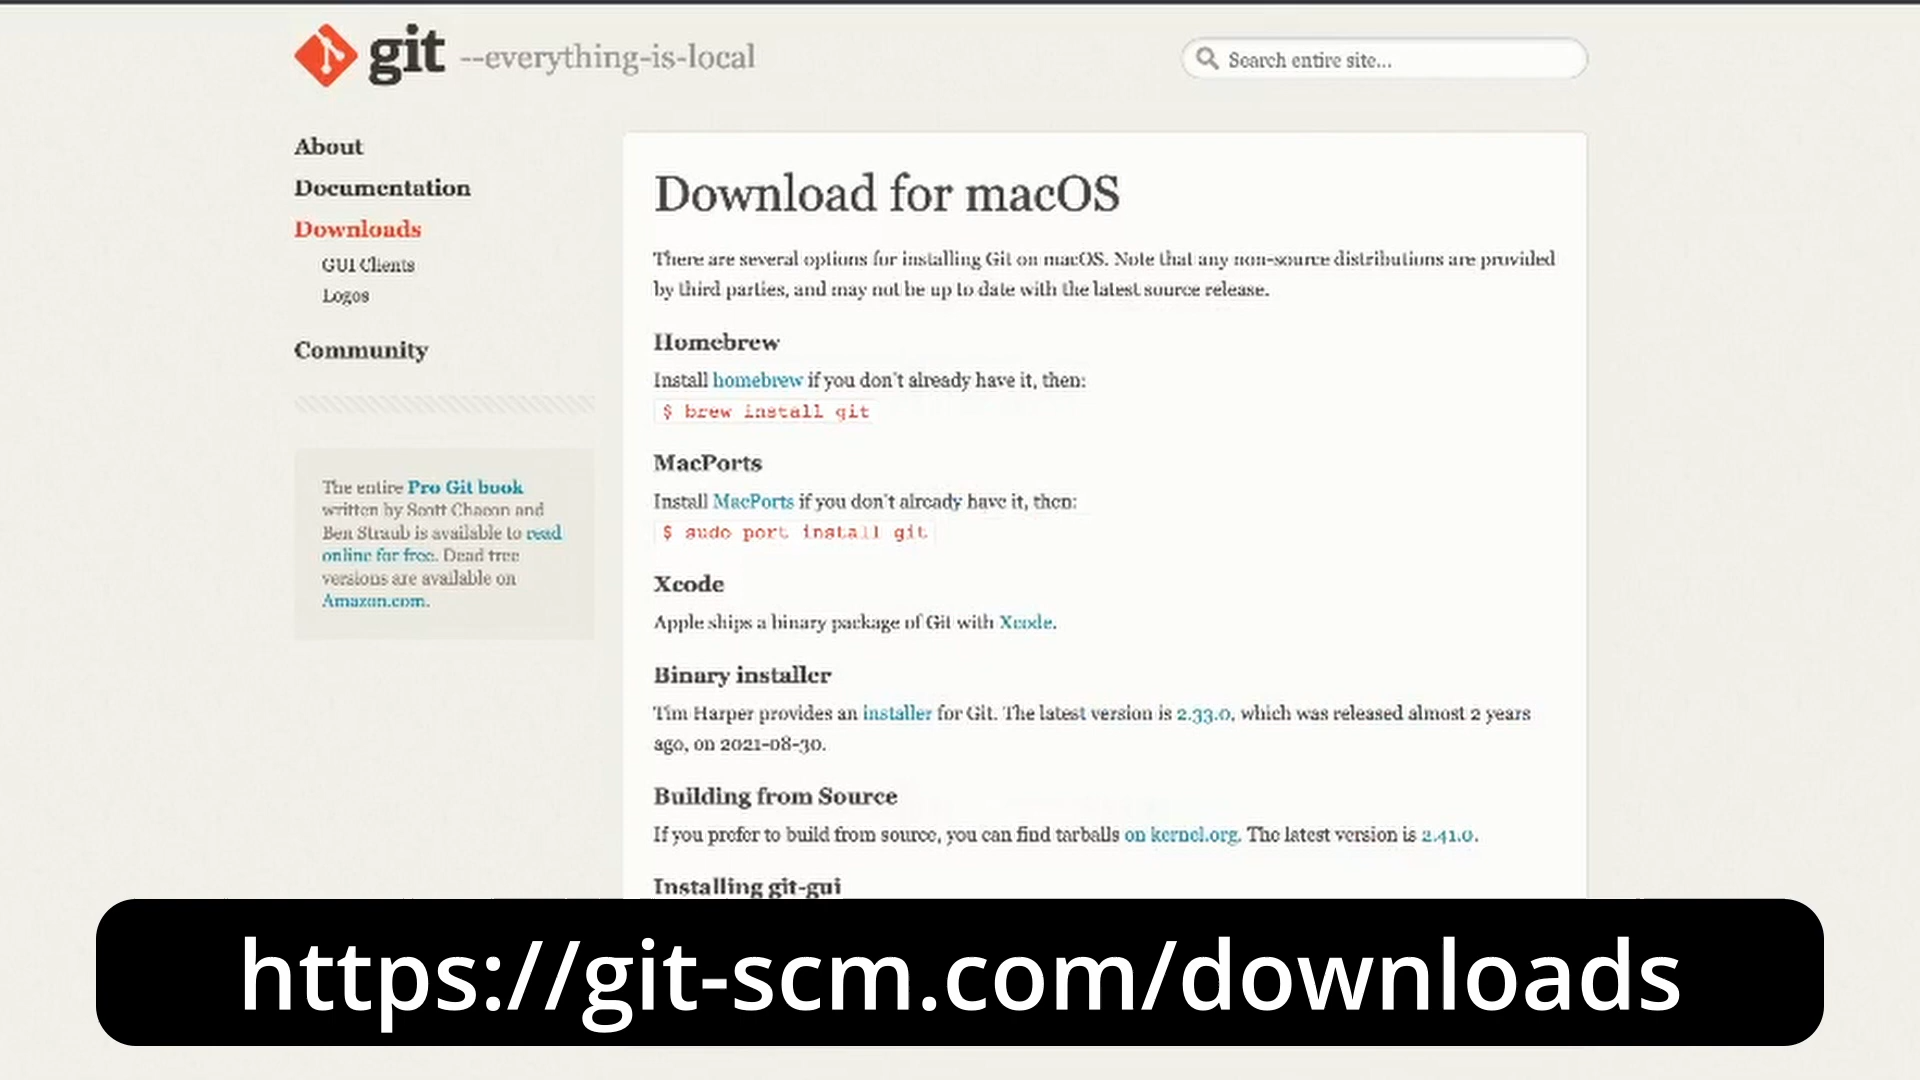 git --everything-is-local
Search entire site...
About
Documentation
Downloads
GUI Clients
Logos
Community
The entire Pro Git book
written by Scott Chacon and
Ben Straub is available to read
online for free. Dead tree
versions are available on
Amazon.com.
Download for macOS
There are several options for installing Git on macOS. Note that any non-source distributions are provided
by third parties, and may not be up to date with the latest source release.
Homebrew
Install homebrew if you don't already have it, then:
$ brew install git
MacPorts
Install MacPorts if you don't already have it, then:
$ sudo port install git
Xcode
Apple ships a binary package of Git with Xcode.
Binary installer
Tim Harper provides an installer for Git. The latest version is 2.33.0, which was released almost 2 years
ago, on 2021-08-30.
Building from Source
If you prefer to build from source, you can find tarballs on kernel.org. The latest version is 2.41.0.
Installing git-gui
https://git-scm.com/downloads